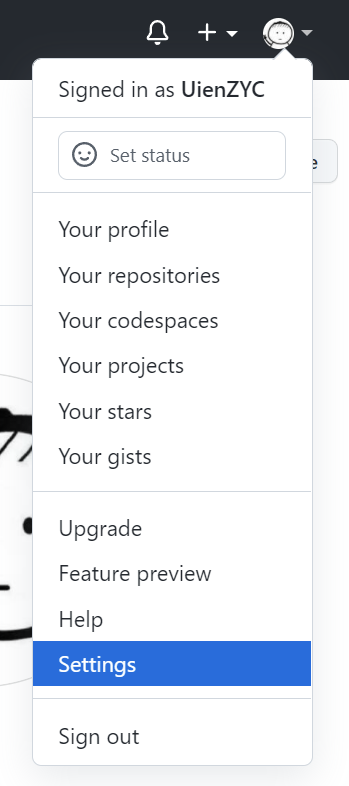 Signed in as UienZYC
Set status
e
Your profile
Your repositories
Your codespaces
Your projects
Your stars
Your gists
Upgrade
Feature preview
Help
Settings
Sign out